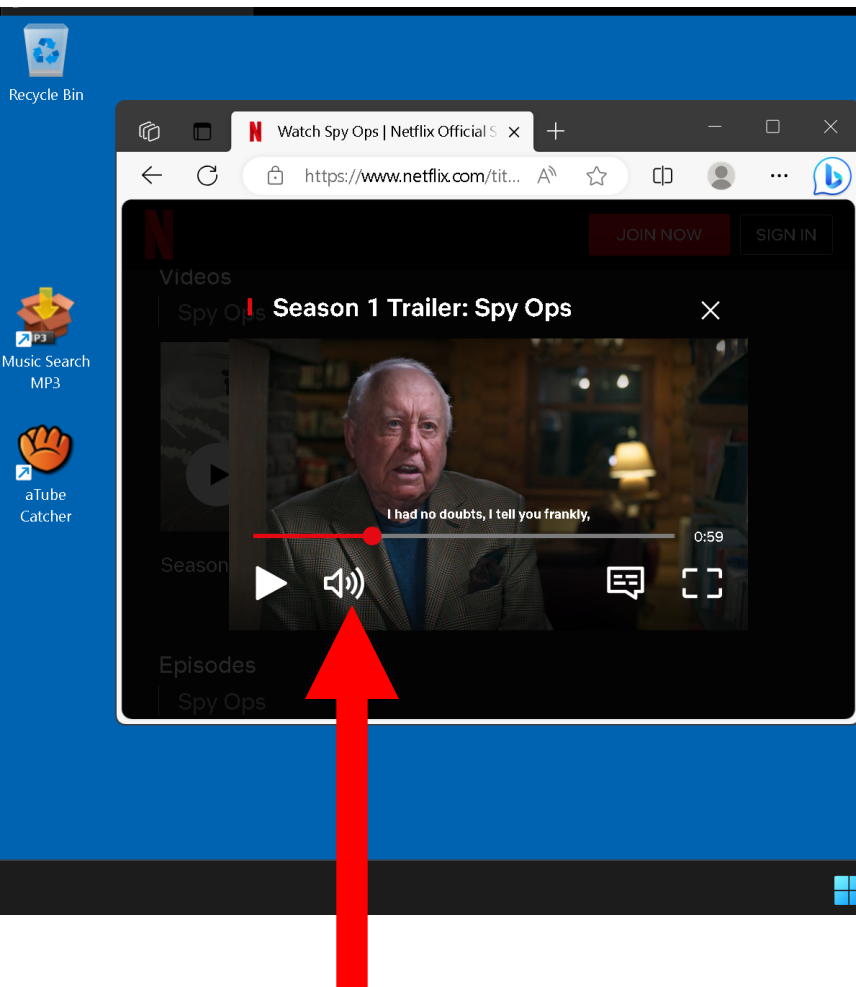 Recycle Bin
Watch Spy Ops | Netflix Official S
https://www.netflix.com/tit...
N
JOIN NOW
SIGN IN
Videos
Spy Ops
Season 1 Trailer: Spy Ops
P3
Music Search
MP3
aTube
Catcher
I had no doubts, I tell you frankly,
0:59
Season
Episodes
Spy Ops